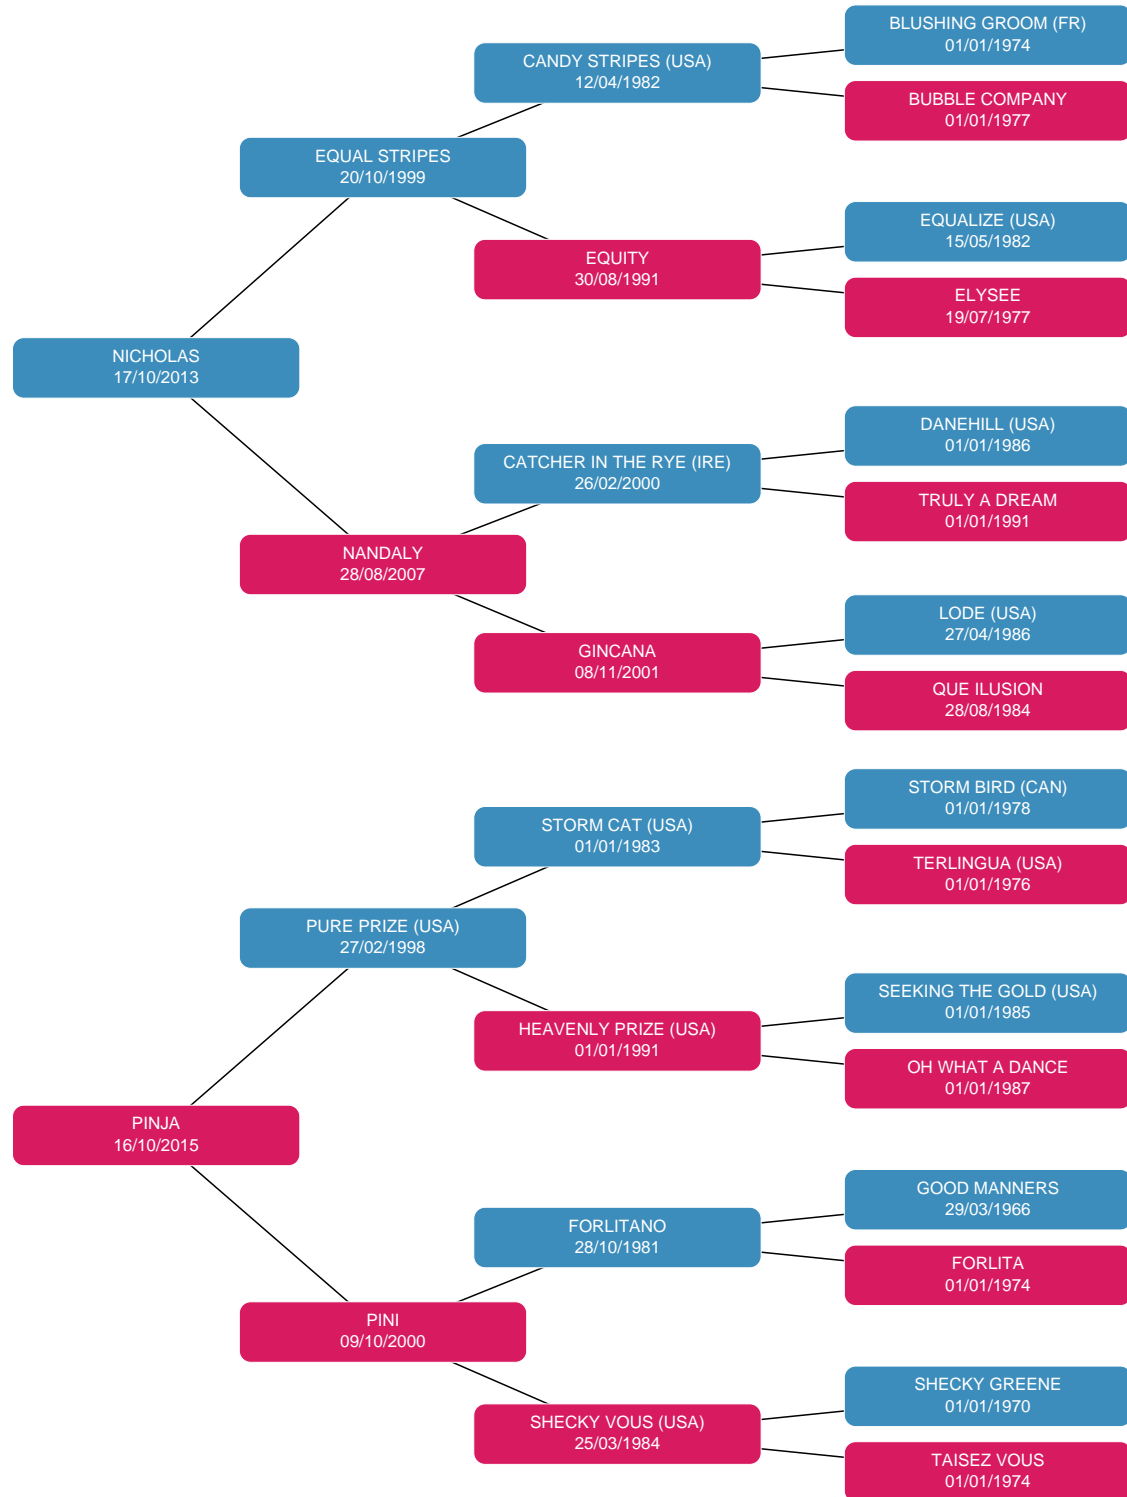 BLUSHING GROOM (FR)
01/01/1974
CANDY STRIPES (USA)
12/04/1982
BUBBLE COMPANY
01/01/1977
EQUAL STRIPES
20/10/1999
EQUALIZE (USA)
15/05/1982
EQUITY
30/08/1991
ELYSEE
19/07/1977
NICHOLAS
17/10/2013
DANEHILL (USA)
01/01/1986
CATCHER IN THE RYE (IRE)
26/02/2000
TRULY A DREAM
01/01/1991
NANDALY
28/08/2007
LODE (USA)
27/04/1986
GINCANA
08/11/2001
QUE ILUSION
28/08/1984
STORM BIRD (CAN)
01/01/1978
STORM CAT (USA)
01/01/1983
TERLINGUA (USA)
01/01/1976
PURE PRIZE (USA)
27/02/1998
SEEKING THE GOLD (USA)
01/01/1985
HEAVENLY PRIZE (USA)
01/01/1991
OH WHAT A DANCE
01/01/1987
PINJA
16/10/2015
GOOD MANNERS
29/03/1966
FORLITANO
28/10/1981
FORLITA
01/01/1974
PINI
09/10/2000
SHECKY GREENE
01/01/1970
SHECKY VOUS (USA)
25/03/1984
TAISEZ VOUS
01/01/1974